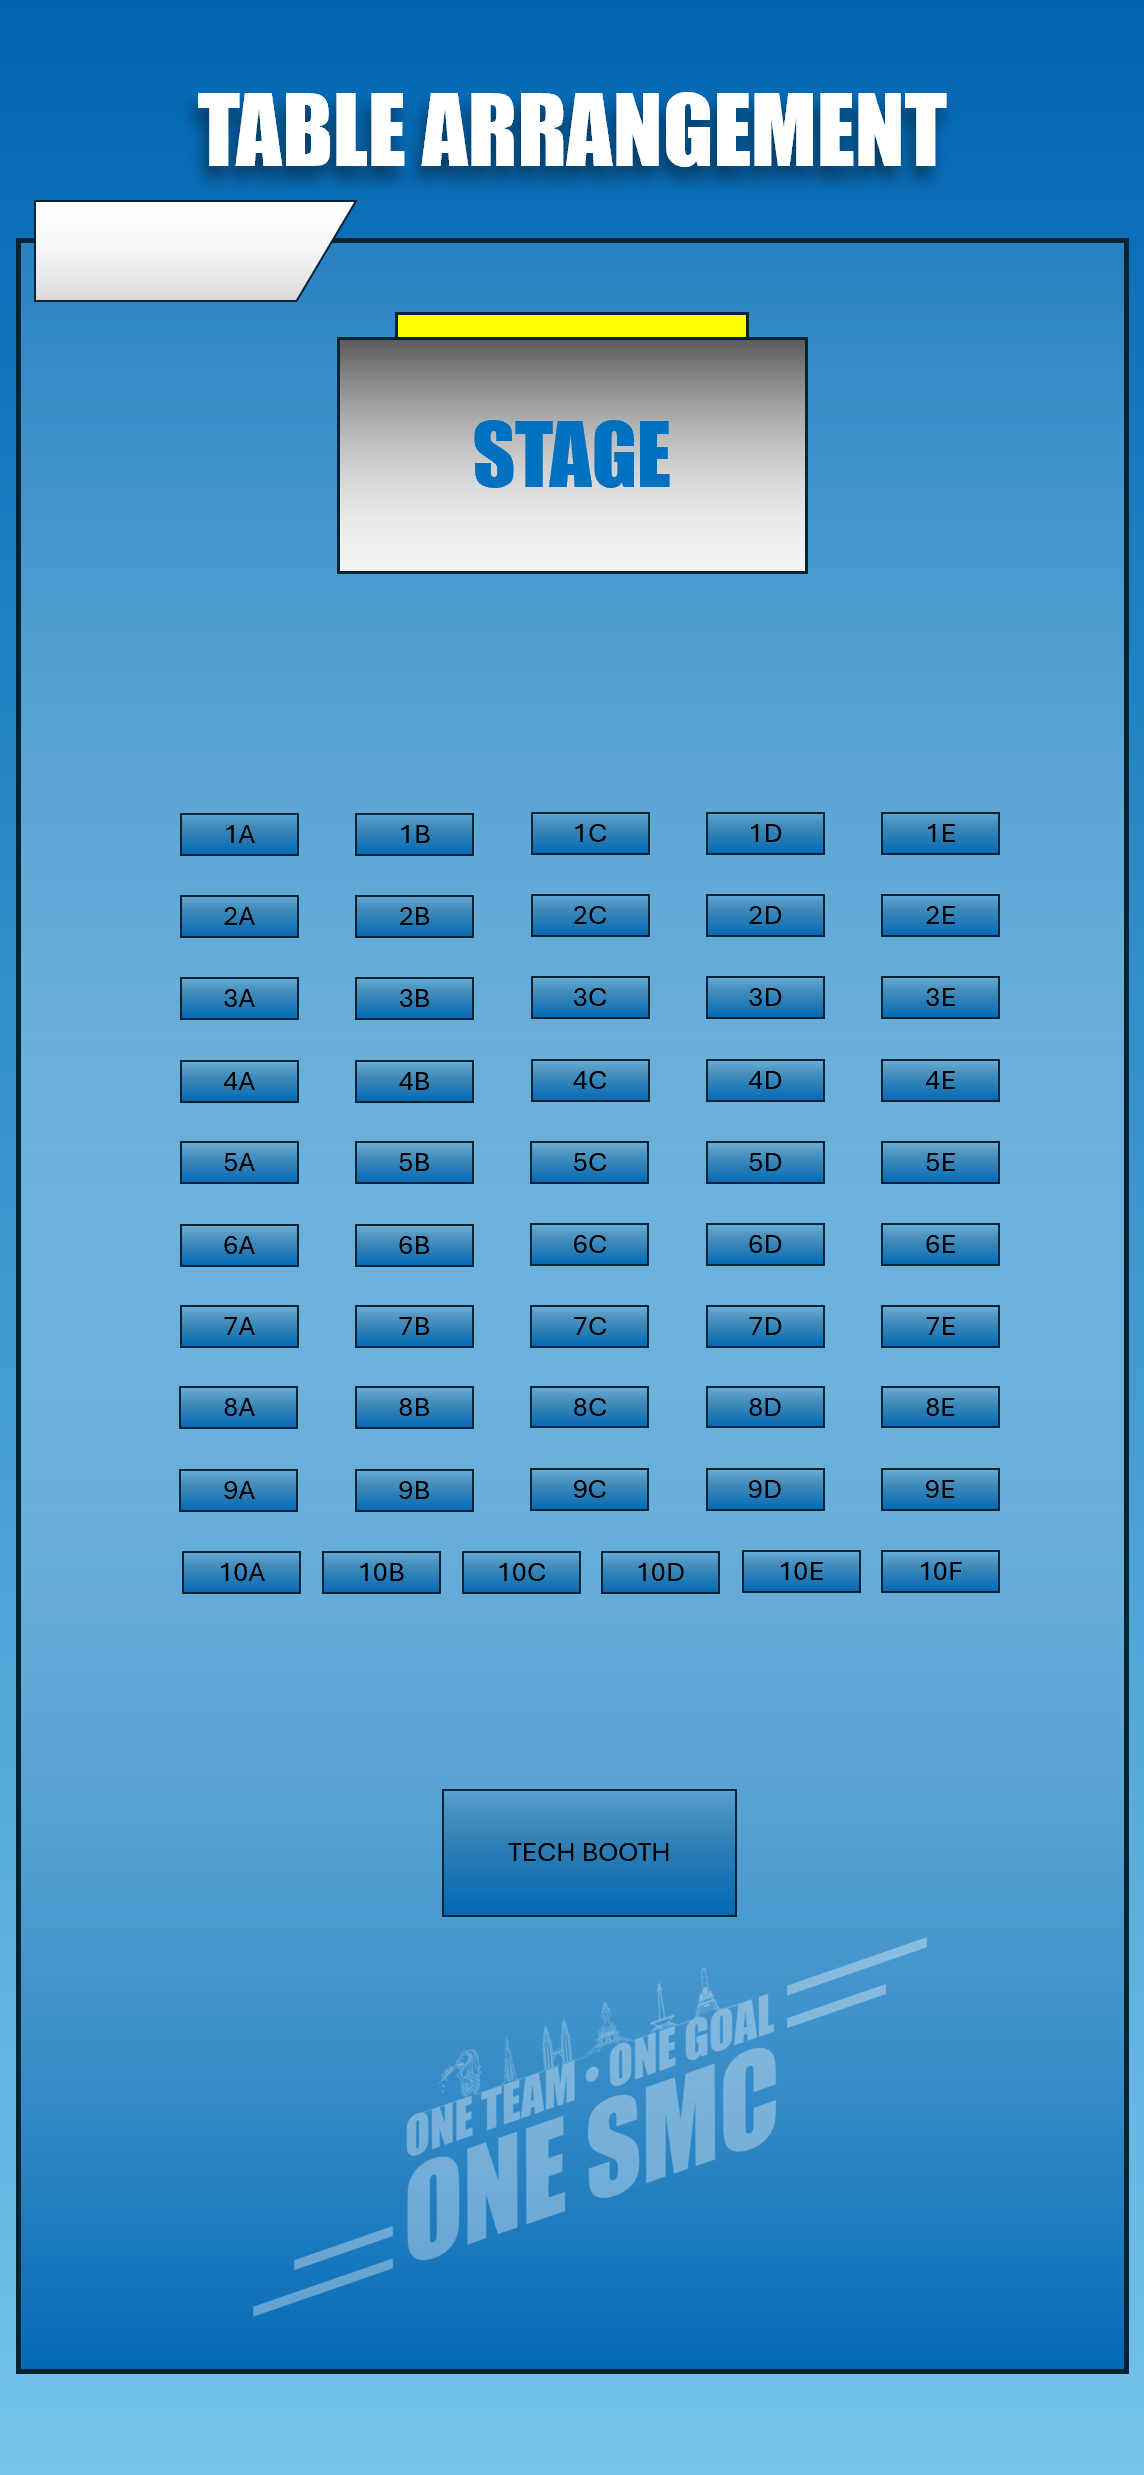 TABLE ARRANGEMENT
STAGE
1A 1B 1C 1D 1E
2A 2B 2C 2D 2E
3A 3B 3C 3D 3E
4A 4B 4C 4D 4E
5A 5B 5C 5D 5E
6A 6B 6C 6D 6E
7A 7B 7C 7D 7E
8A 8B 8C 8D 8E
9A 9B 9C 9D 9E
10A 10B 10C 10D 10E 10F
TECH BOOTH
ONE TEAM • ONE GOAL
ONE SMC